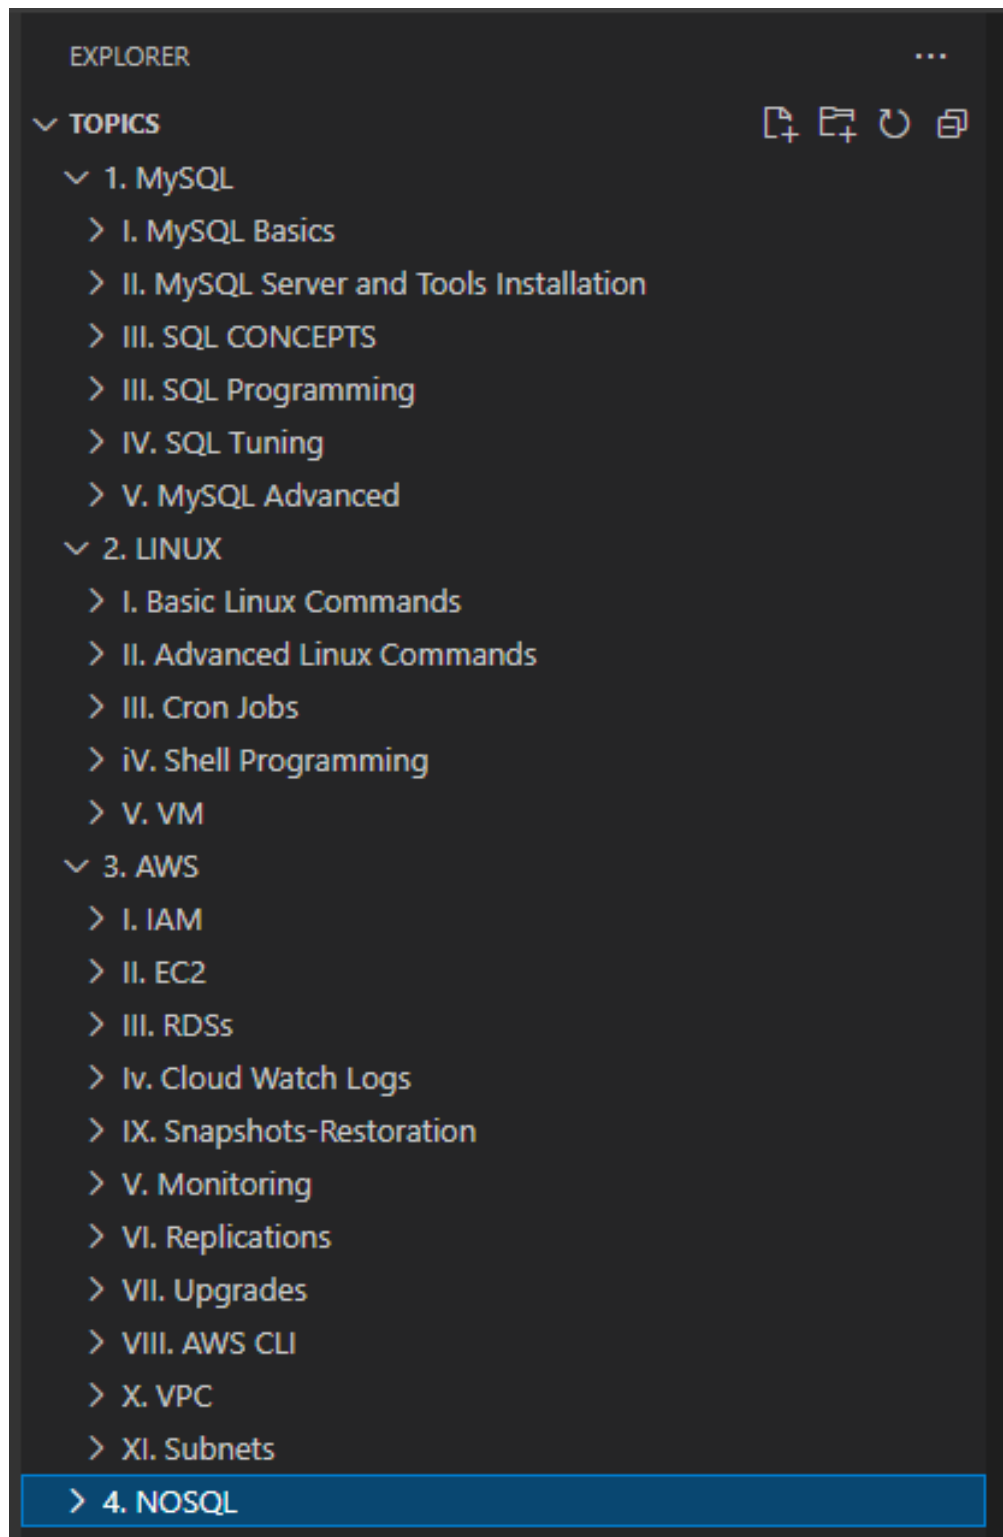 EXPLORER
TOPICS
1. MySQL
I. MySQL Basics
II. MySQL Server and Tools Installation
III. SQL CONCEPTS
III. SQL Programming
IV. SQL Tuning
V. MySQL Advanced
2. LINUX
I. Basic Linux Commands
II. Advanced Linux Commands
III. Cron Jobs
iV. Shell Programming
V. VM
3. AWS
I. IAM
II. EC2
III. RDSs
Iv. Cloud Watch Logs
IX. Snapshots-Restoration
V. Monitoring
VI. Replications
VII. Upgrades
VIII. AWS CLI
X. VPC
XI. Subnets
4. NOSQL